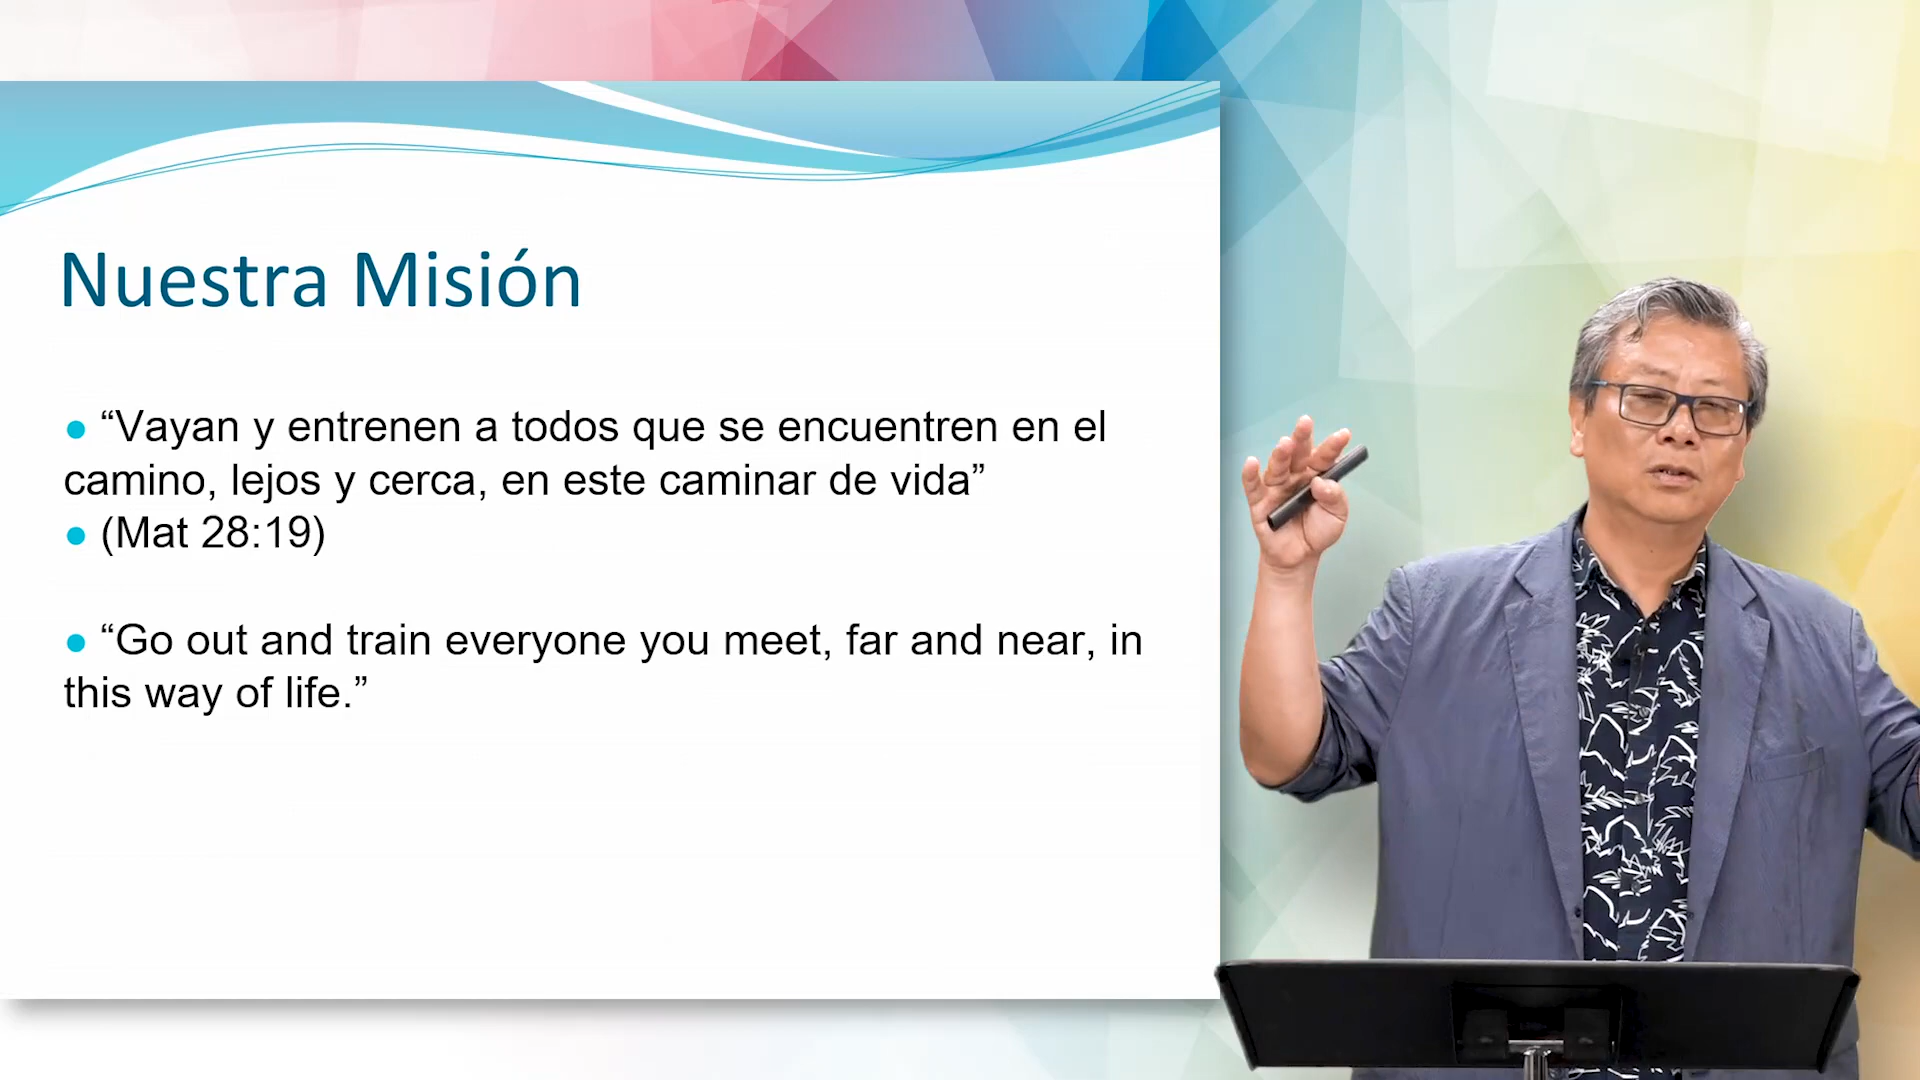 Nuestra Misión
● “Vayan y entrenen a todos que se encuentren en el
camino, lejos y cerca, en este caminar de vida”
● (Mat 28:19)
● “Go out and train everyone you meet, far and near, in
this way of life.”